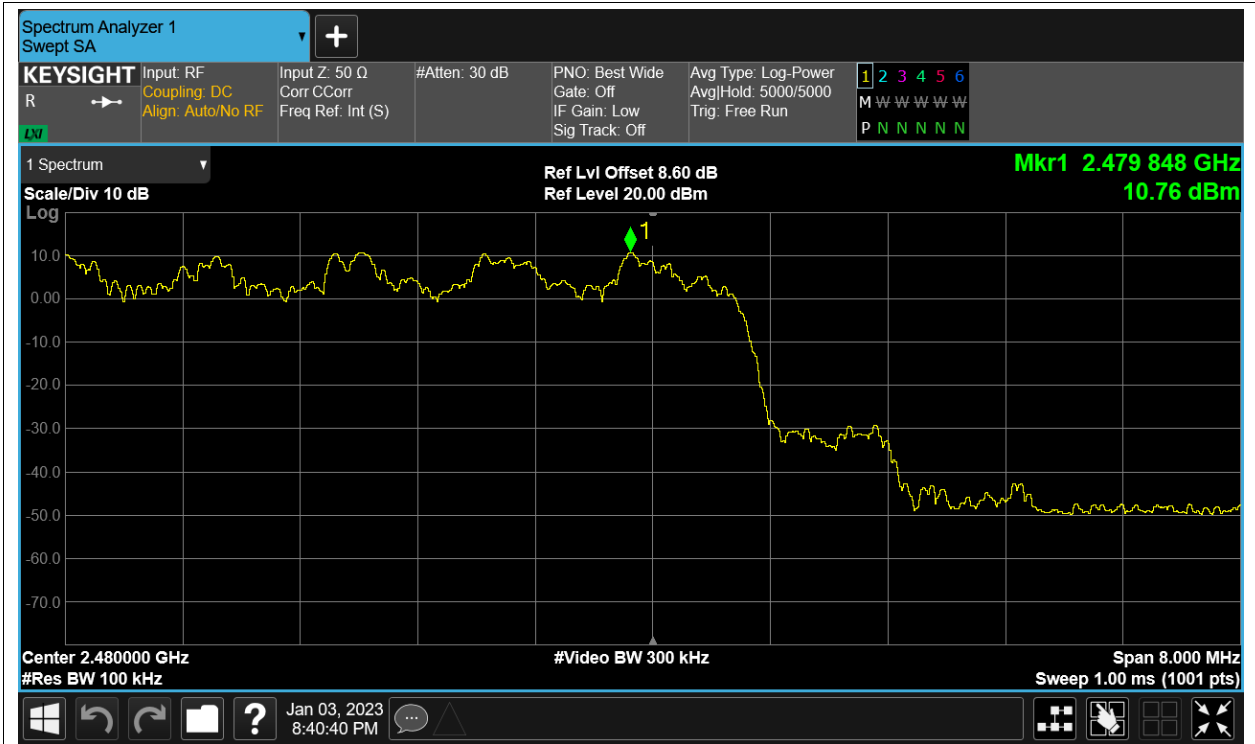 Spectrum Analyzer 1
Swept SA
KEYSIGHT
R
LXI
Input: RF
Coupling: DC
Align: Auto/No RF
Input Z: 50 Ω
Corr CCorr
Freq Ref: Int (S)
#Atten: 30 dB
PNO: Best Wide
Gate: Off
IF Gain: Low
Sig Track: Off
Avg Type: Log-Power
Avg|Hold: 5000/5000
Trig: Free Run
1 2 3 4 5 6
M W W W W W
P N N N N N
1 Spectrum
Scale/Div 10 dB
Log
Ref Lvl Offset 8.60 dB
Ref Level 20.00 dBm
Mkr1 2.479 848 GHz
10.76 dBm
1
10.0
0.00
-10.0
-20.0
-30.0
-40.0
-50.0
-60.0
-70.0
Center 2.480000 GHz
#Res BW 100 kHz
#Video BW 300 kHz
Span 8.000 MHz
Sweep 1.00 ms (1001 pts)
?
Jan 03, 2023
8:40:40 PM